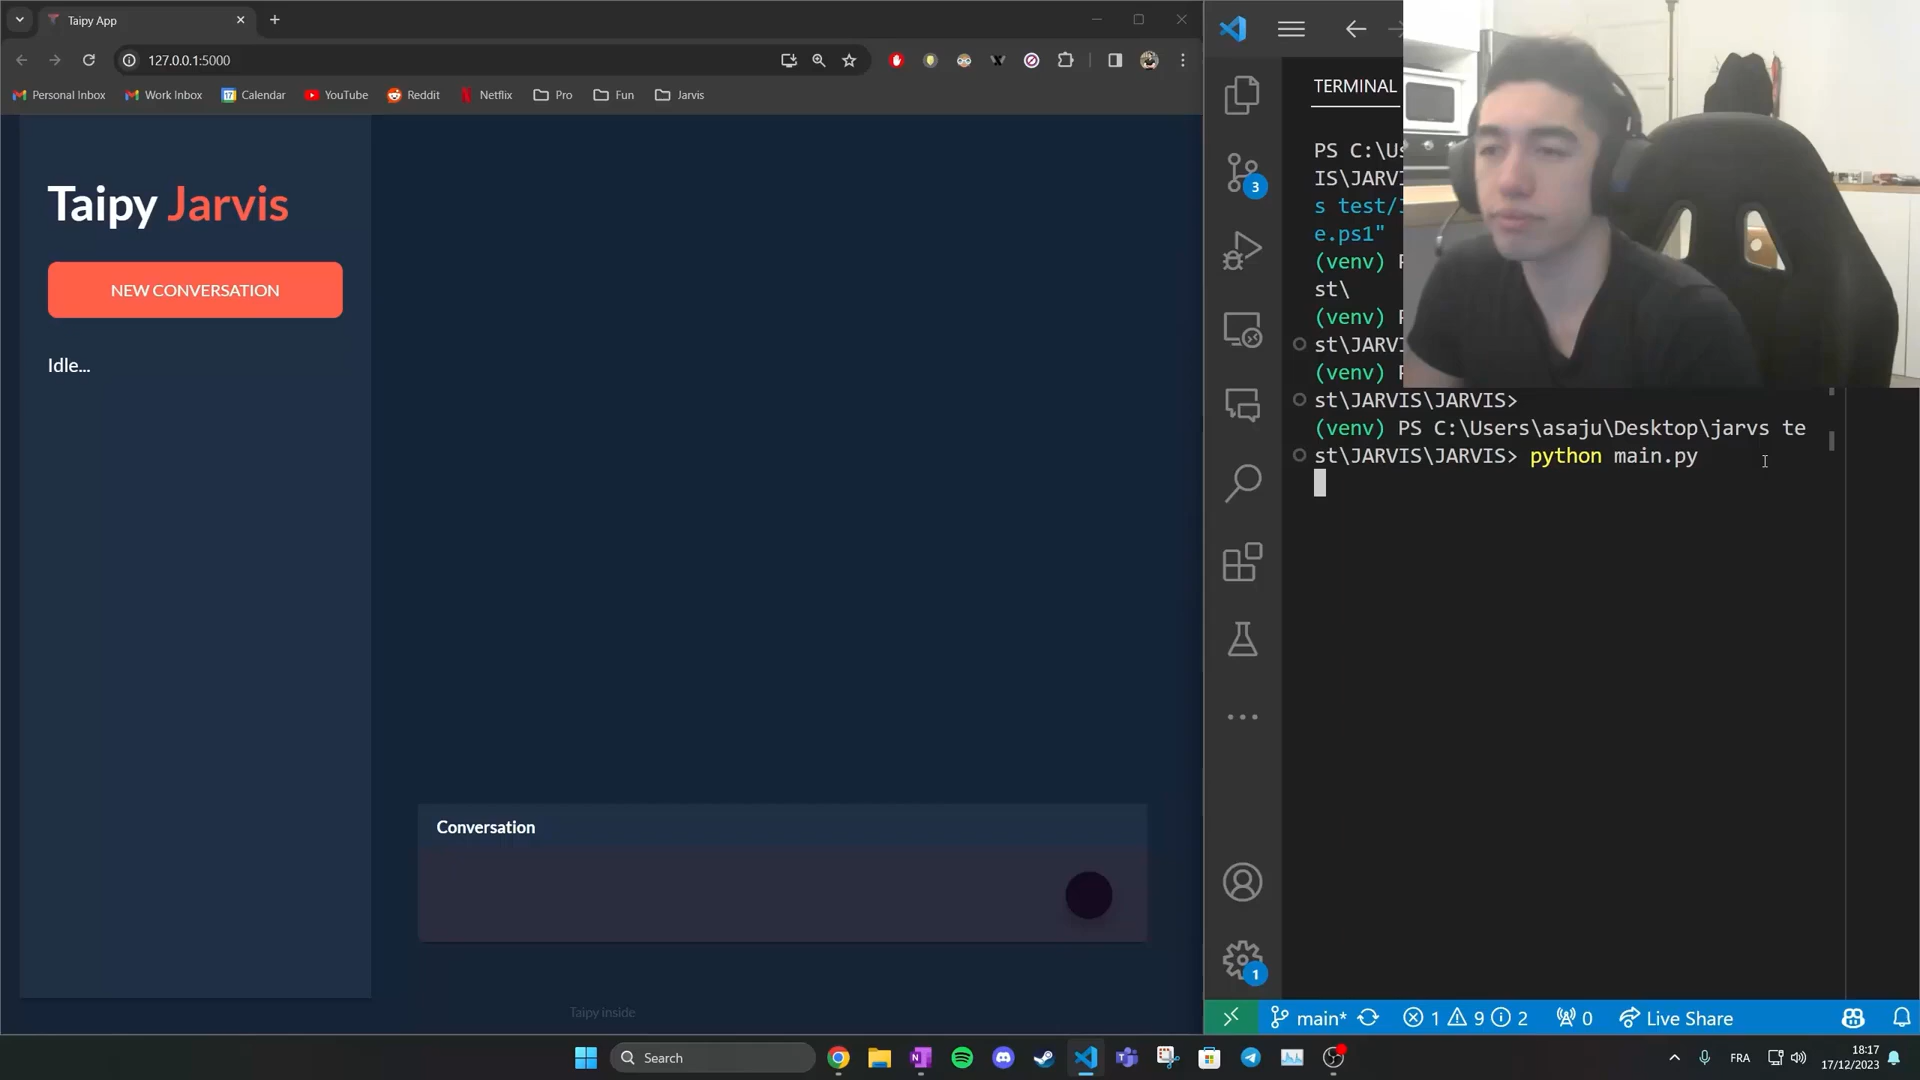 Taipy App
127.0.0.1:5000
Personal Inbox
Work Inbox
17
Calendar
YouTube
Reddit
Netflix
Pro
Fun
Jarvis
Taipy Jarvis
NEW CONVERSATION
Idle...
Conversation
Taipy inside
TERMINAL
PS C:\Us
IS\JARVI
s test/
e.ps1"
(venv) P
st\
(venv) P
st\JARVI
(venv) P
st\JARVIS\JARVIS>
(venv) PS C:\Users\asaju\Desktop\jarvs te
st\JARVIS\JARVIS> python main.py
3
1
main*
1
9
2
0
Live Share
Search
FRA
18:17
17/12/2023